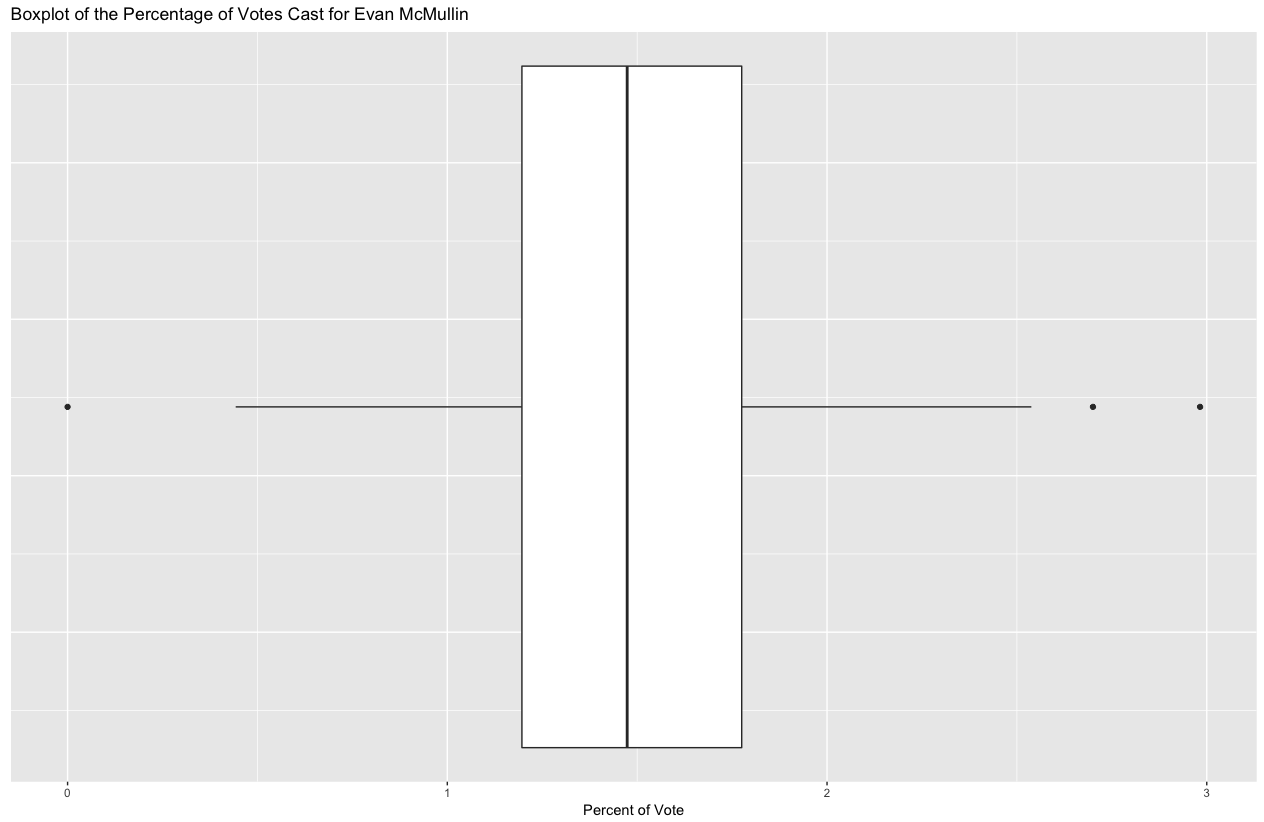 Boxplot of the Percentage of Votes Cast for Evan McMullin
0 1 2 3
Percent of Vote